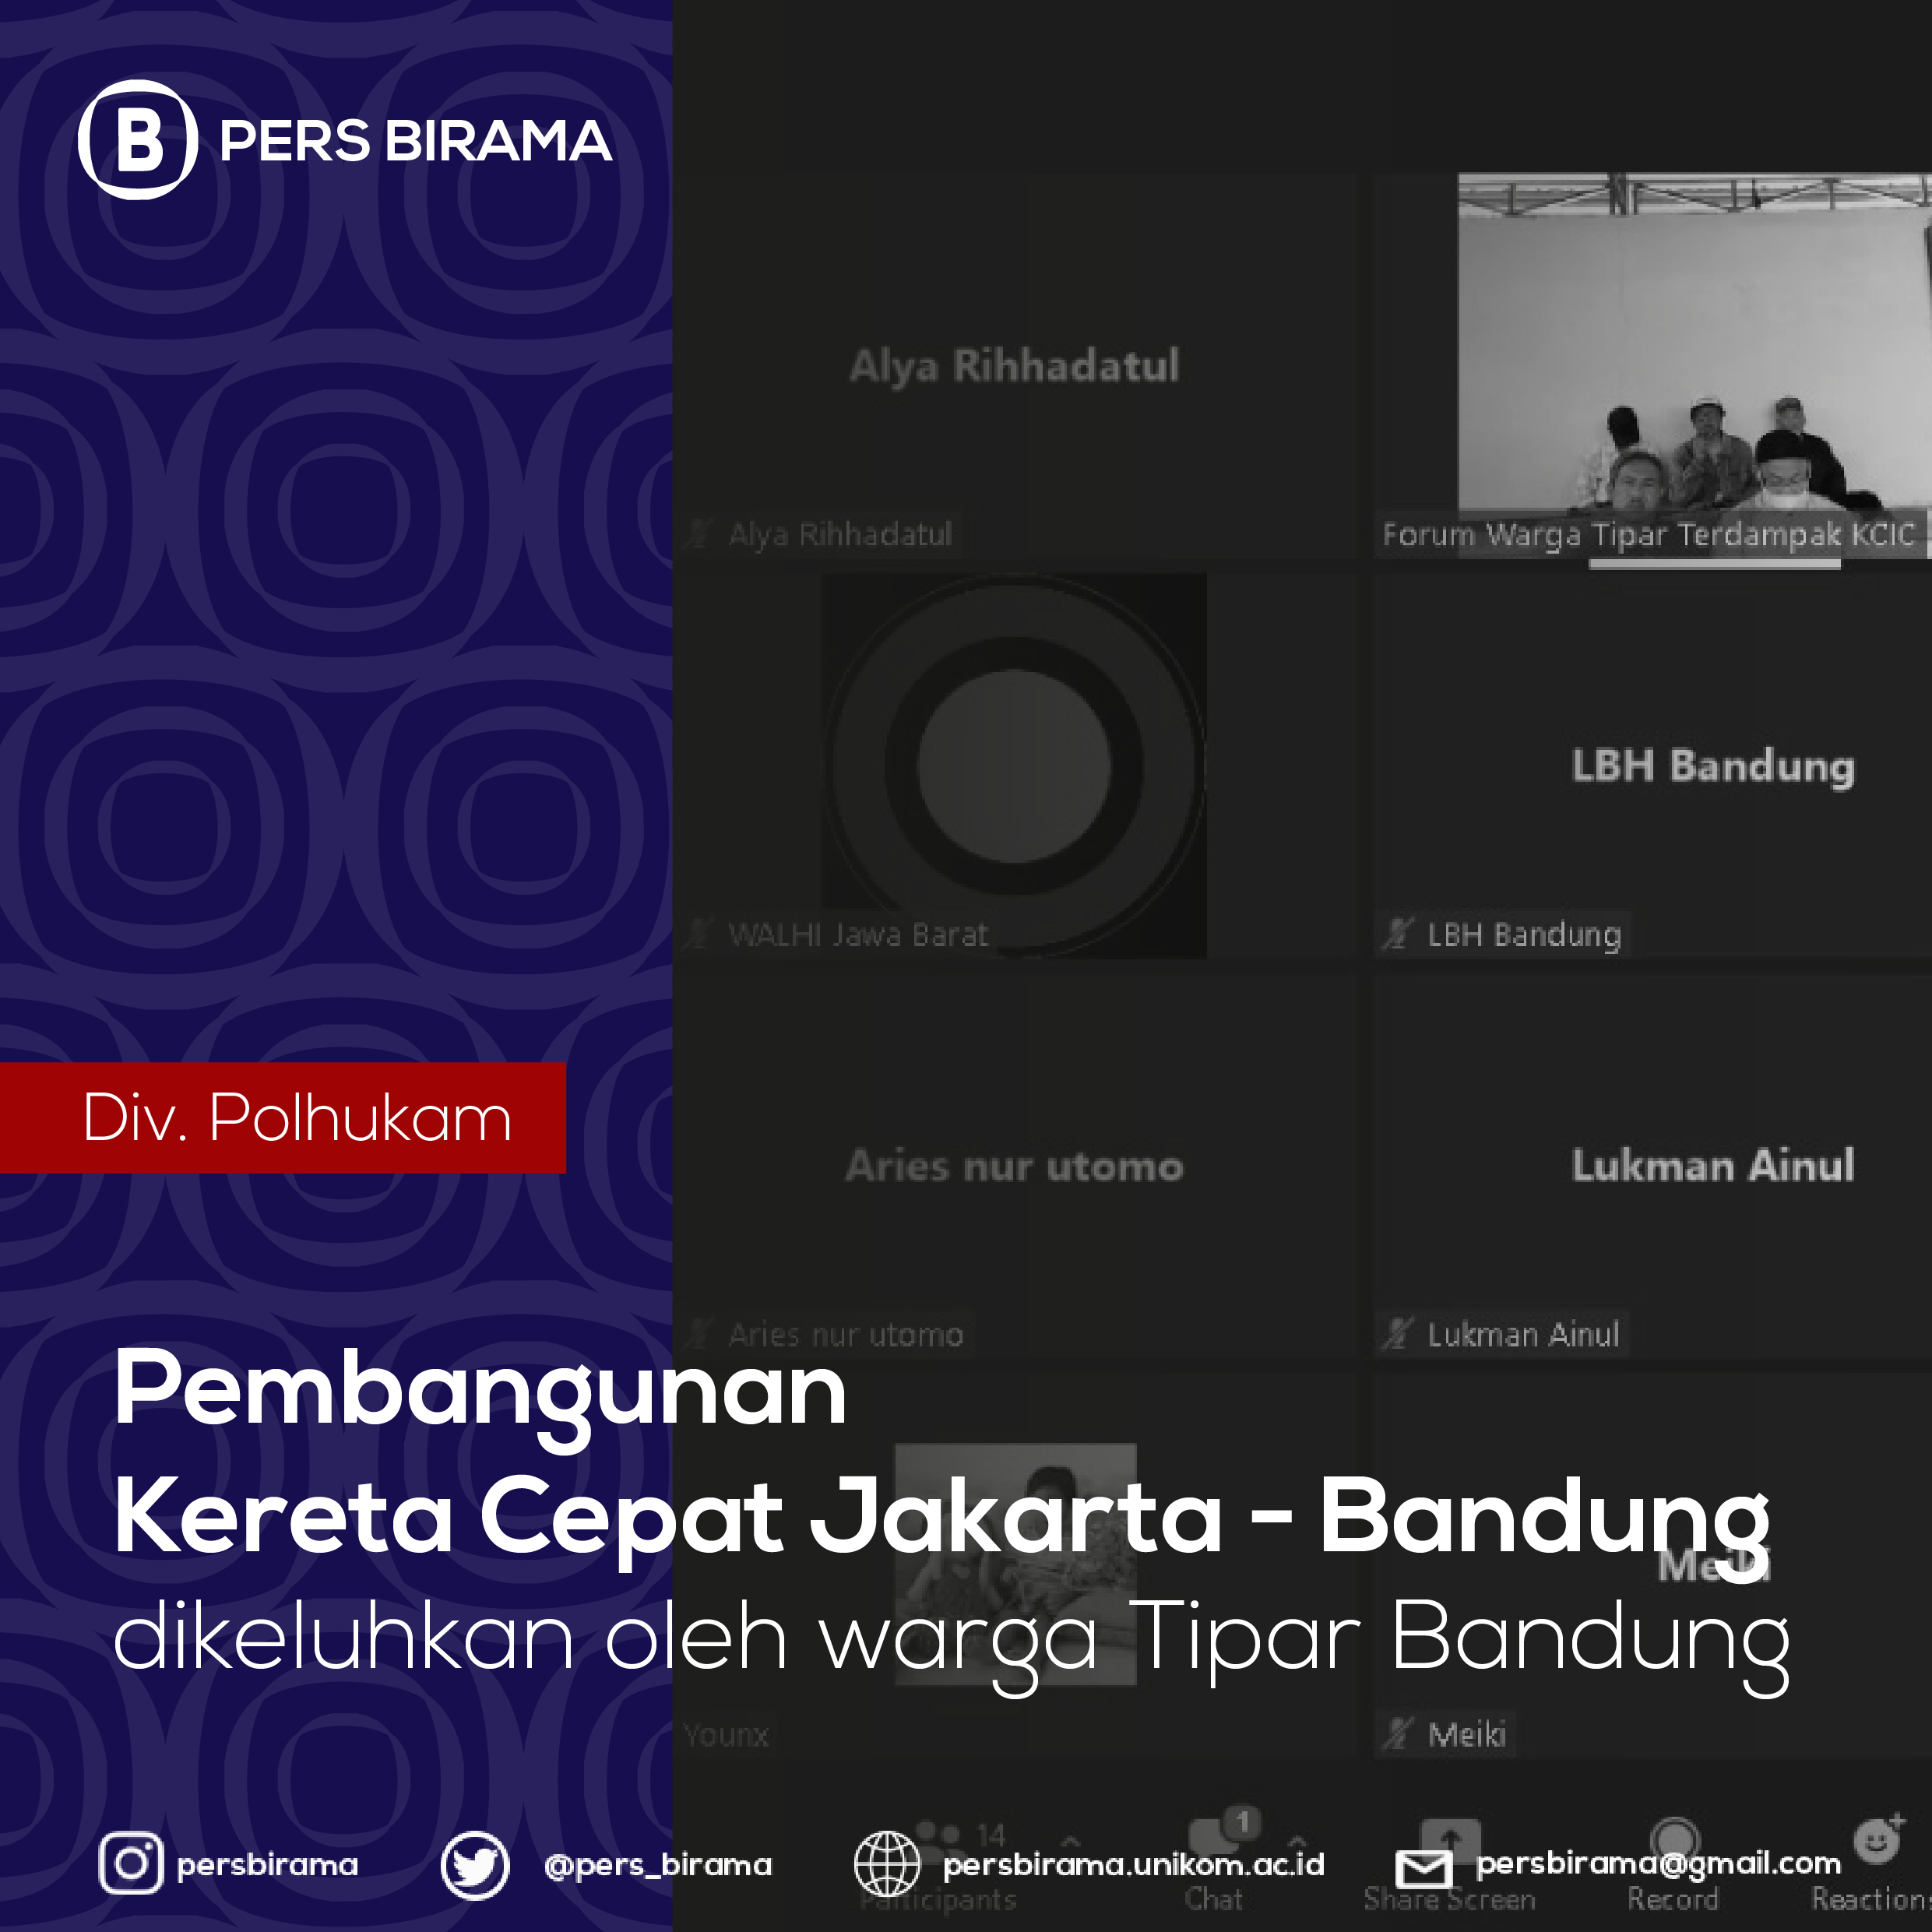 B PERS BIRAMA
Alya Rihhadatul
Alya Rihhadatul
Forum Warga Tipar Terdampak KCIC
LBH Bandung
WALHI Jawa Barat
LBH Bandung
Div. Polhukam
Aries nur utomo
Lukman Ainul
Aries nur utomo
Lukman Ainul
Pembangunan
Kereta Cepat Jakarta - Bandung
Meiki
dikeluhkan oleh warga Tipar Bandung
Younx
Meiki
14
1
persbirama
@pers_birama
persbirama.unikom.ac.id
persbirama@gmail.com
Participants
Chat
Share Screen
Record
Reactions